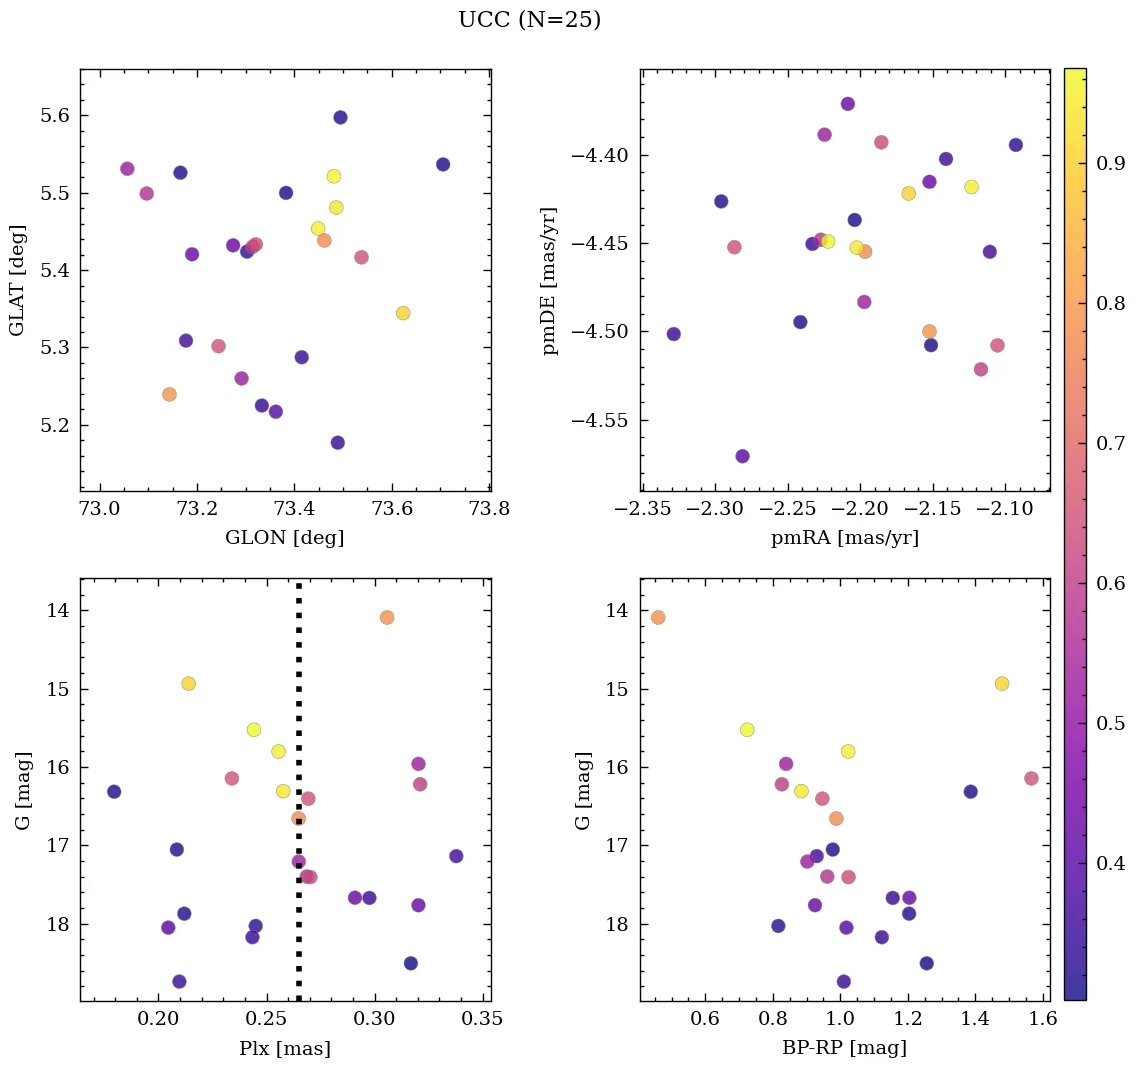 UCC (N=25)
5.6
5.5
5.4
5.3
5.2
GLAT [deg]
73.0 73.2 73.4 73.6 73.8
GLON [deg]
−4.40
−4.45
−4.50
−4.55
pmDE [mas/yr]
−2.35 −2.30 −2.25 −2.20 −2.15 −2.10
pmRA [mas/yr]
0.9
0.8
0.7
0.6
0.5
0.4
14
15
16
17
18
G [mag]
0.20 0.25 0.30 0.35
Plx [mas]
14
15
16
17
18
G [mag]
0.6 0.8 1.0 1.2 1.4 1.6
BP-RP [mag]